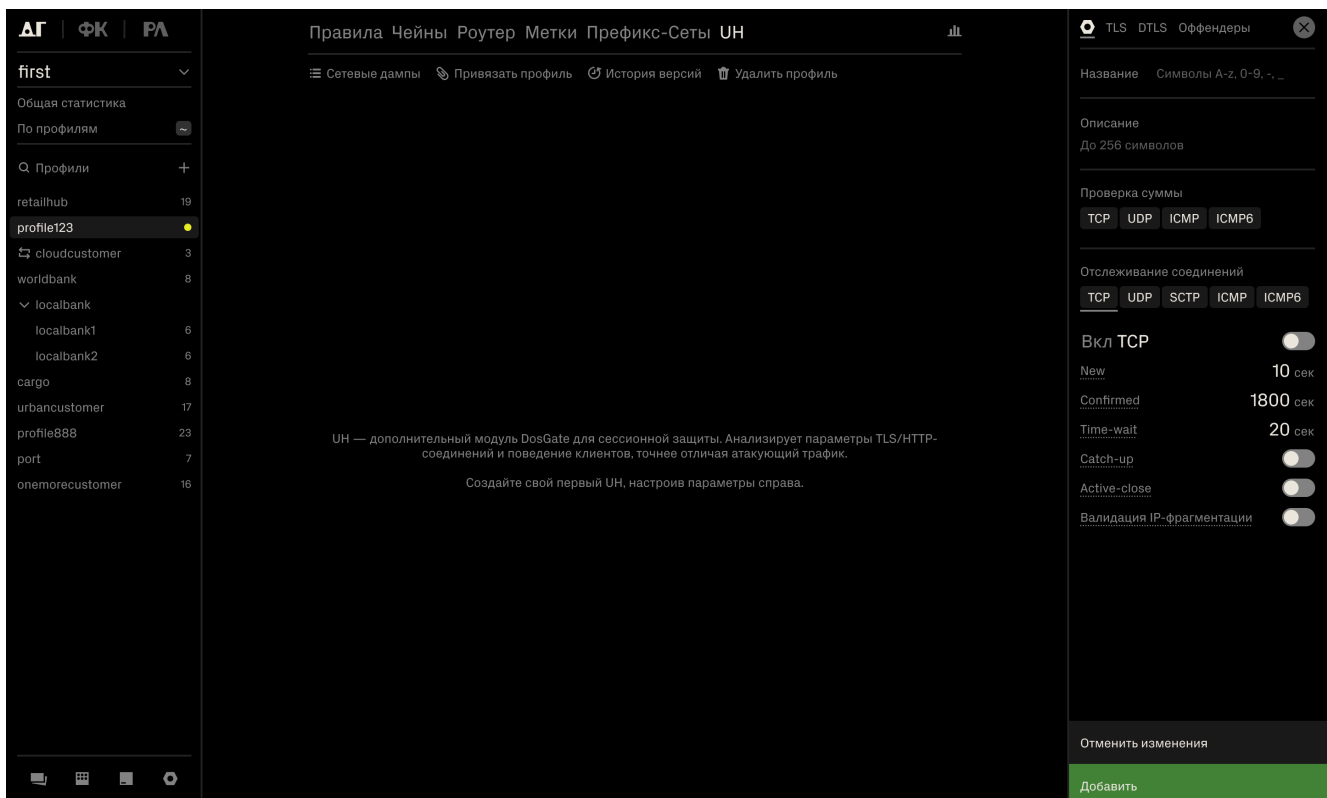 ДГ ФК РЛ
first
Общая статистика
По профилям ~
Профили +
retailhub 19
profile123
cloudcustomer 3
worldbank 8
localbank
localbank1 6
localbank2 6
cargo 8
urbancustomer 17
profile888 23
port 7
onemorecustomer 16
Правила Чейны Роутер Метки Префикс-Сеты UH
Сетевые дампы Привязать профиль История версий Удалить профиль
UH — дополнительный модуль DosGate для сессионной защиты. Анализирует параметры TLS/HTTP-
соединений и поведение клиентов, точнее отличая атакующий трафик.
Создайте свой первый UH, настроив параметры справа.
TLS DTLS Оффендеры
Название Символы A-z, 0-9, -, _
Описание
До 256 символов
Проверка суммы
TCP UDP ICMP ICMP6
Отслеживание соединений
TCP UDP SCTP ICMP ICMP6
Вкл TCP
New 10 сек
Confirmed 1800 сек
Time-wait 20 сек
Catch-up
Active-close
Валидация IP-фрагментации
Отменить изменения
Добавить